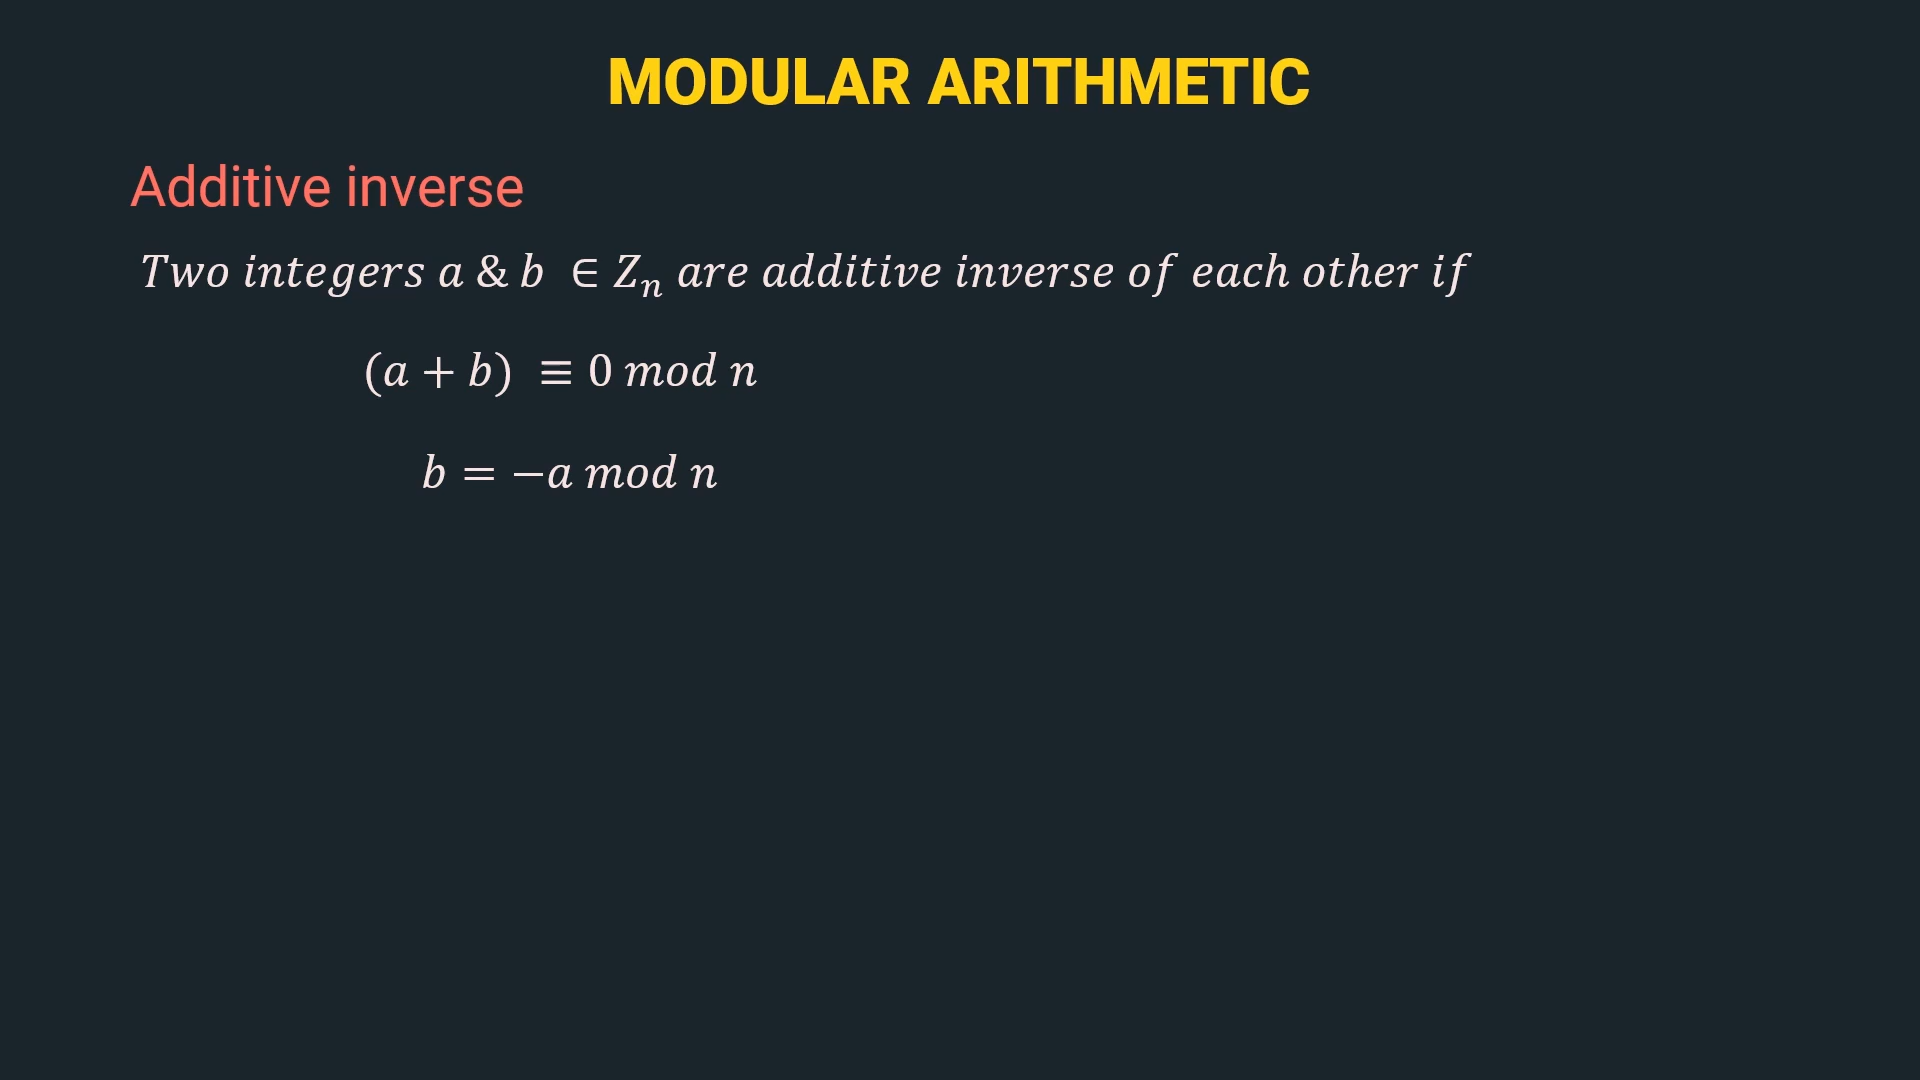 MODULAR ARITHMETIC
Additive inverse
Two integers a & b ∈ Zₙ are additive inverse of each other if
(a + b) ≡ 0 mod n
b = −a mod n